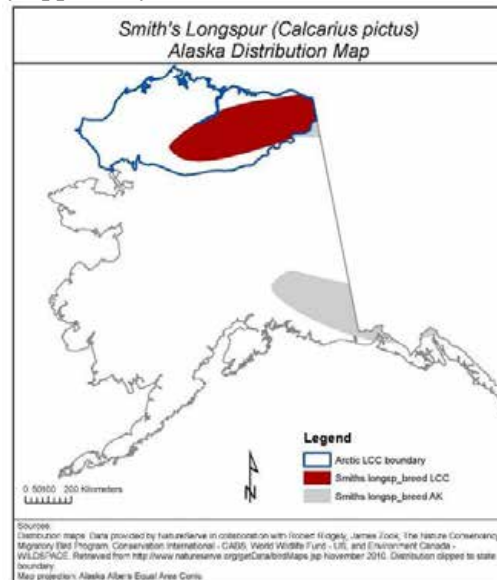 Smith's Longspur (Calcarius pictus)
Alaska Distribution Map
Legend
Arctic LCC boundary
Smiths longsp_breed LCC
Smiths longsp_breed AK
0 50100 200 Kilometers
N
Sources:
Distribution maps: Data provided by NatureServe in collaboration with Robert Ridgely, James Zook, The Nature Conservancy
Migratory Bird Program, Conservation International - CABS, World Wildlife Fund - US, and Environment Canada -
WILDSPACE. Retrieved from http://www.natureserve.org/getData/birdMaps.jsp November 2010. Distribution clipped to state
boundary.
Map projection: Alaska Albers Equal Area Conic